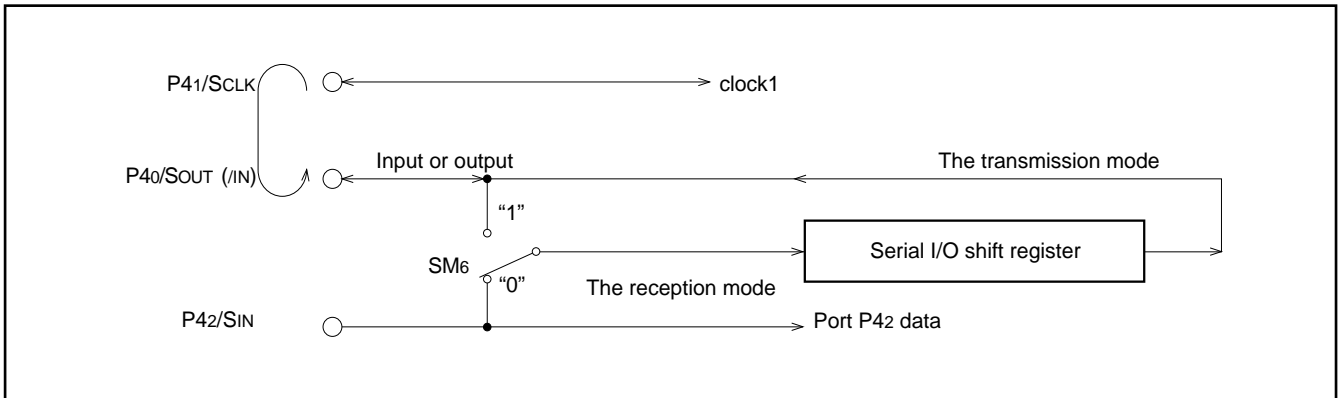 P41/SCLK
clock1
P40/SOUT (/IN)
Input or output
The transmission mode
“1”
SM6
Serial I/O shift register
“0”
The reception mode
P42/SIN
Port P42 data